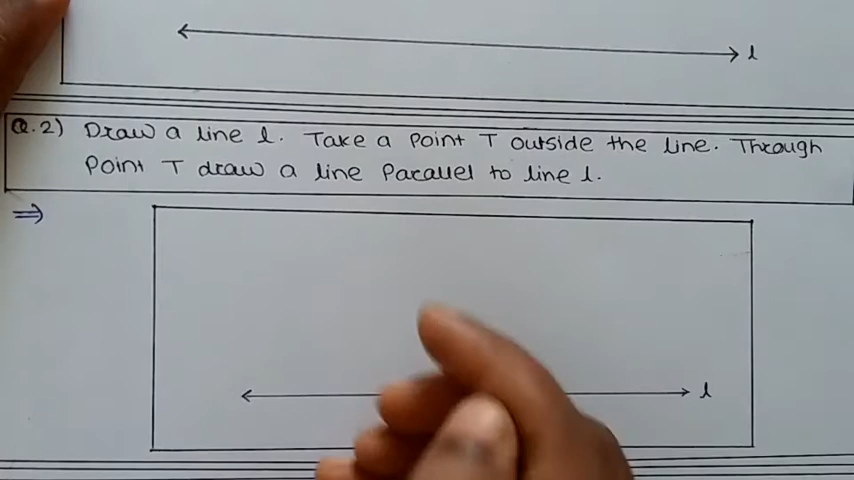 l
Q.2) Draw a line l. Take a Point T outside the line. Through
Point T draw a line Parallel to line l.
⇒
l